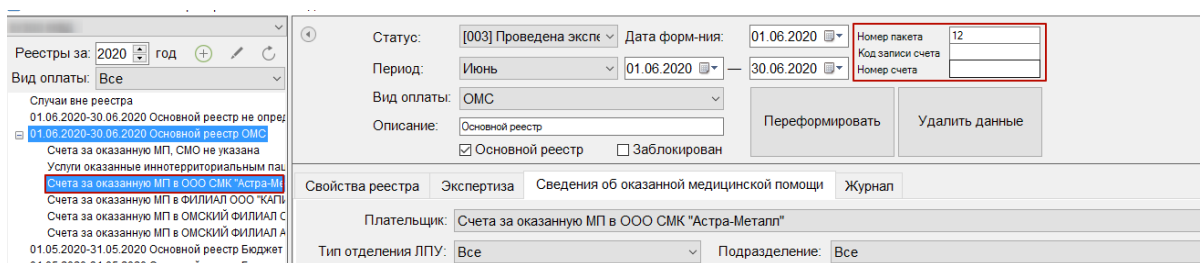 Реестры за: 2020 год
Вид оплаты: Все
Случаи вне реестра
01.06.2020-30.06.2020 Основной реестр не опред
01.06.2020-30.06.2020 Основной реестр ОМС
Счета за оказанную МП, СМО не указана
Услуги оказанные иннотерриториальным пац
Счета за оказанную МП в ООО СМК "Астра-Ме
Счета за оказанную МП в ФИЛИАЛ ООО "КАПИ
Счета за оказанную МП в ОМСКИЙ ФИЛИАЛ О
Счета за оказанную МП в ОМСКИЙ ФИЛИАЛ А
01.05.2020-31.05.2020 Основной реестр Бюджет
Статус: [003] Проведена экспе Дата форм-ния: 01.06.2020
Период: Июнь 01.06.2020 — 30.06.2020
Вид оплаты: ОМС
Описание: Основной реестр
Основной реестр Заблокирован
Номер пакета 12
Код записи счета
Номер счета
Переформировать Удалить данные
Свойства реестра Экспертиза Сведения об оказанной медицинской помощи Журнал
Плательщик: Счета за оказанную МП в ООО СМК "Астра-Металл"
Тип отделения ЛПУ: Все Подразделение: Все